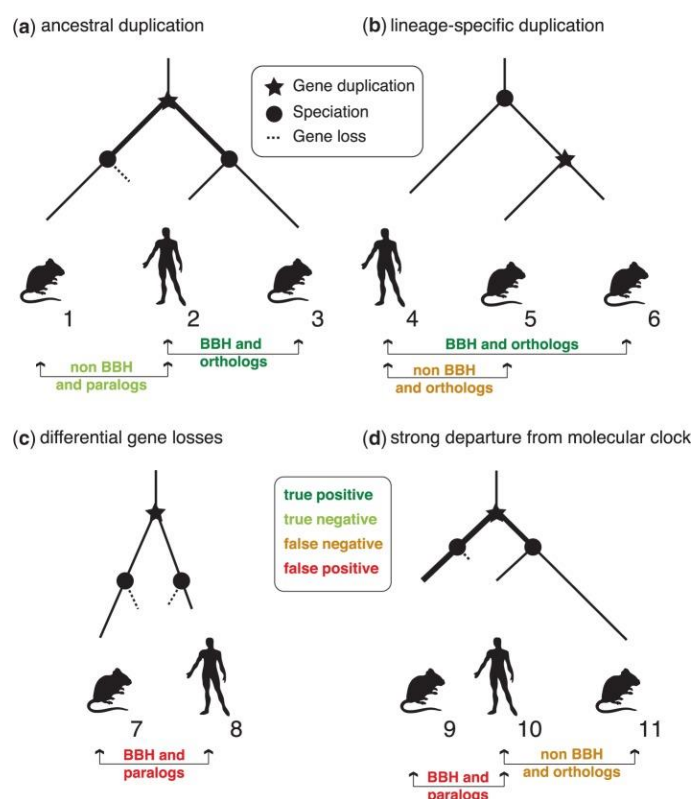 (a) ancestral duplication
(b) lineage-specific duplication
Gene duplication
Speciation
Gene loss
1
2
3
BBH and
orthologs
non BBH
and paralogs
4
5
6
BBH and orthologs
non BBH
and orthologs
(c) differential gene losses
(d) strong departure from molecular clock
true positive
true negative
false negative
false positive
7
8
BBH and
paralogs
9
10
11
non BBH
and orthologs
BBH and
paralogs